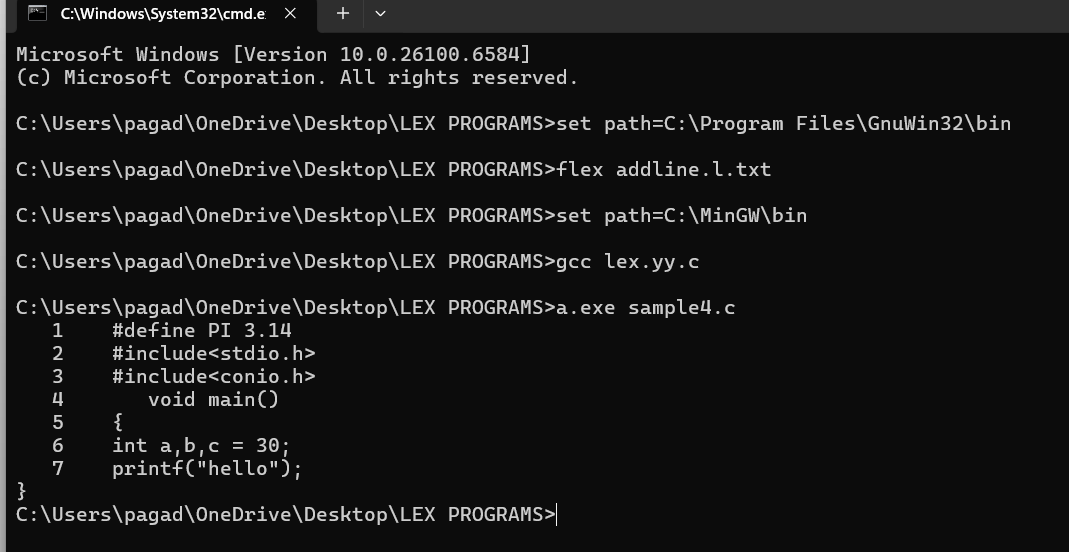 C:\Windows\System32\cmd.e
Microsoft Windows [Version 10.0.26100.6584]
(c) Microsoft Corporation. All rights reserved.
C:\Users\pagad\OneDrive\Desktop\LEX PROGRAMS>set path=C:\Program Files\GnuWin32\bin
C:\Users\pagad\OneDrive\Desktop\LEX PROGRAMS>flex addline.l.txt
C:\Users\pagad\OneDrive\Desktop\LEX PROGRAMS>set path=C:\MinGW\bin
C:\Users\pagad\OneDrive\Desktop\LEX PROGRAMS>gcc lex.yy.c
C:\Users\pagad\OneDrive\Desktop\LEX PROGRAMS>a.exe sample4.c
   1    #define PI 3.14
   2    #include<stdio.h>
   3    #include<conio.h>
   4       void main()
   5    {
   6    int a,b,c = 30;
   7    printf("hello");
}
C:\Users\pagad\OneDrive\Desktop\LEX PROGRAMS>